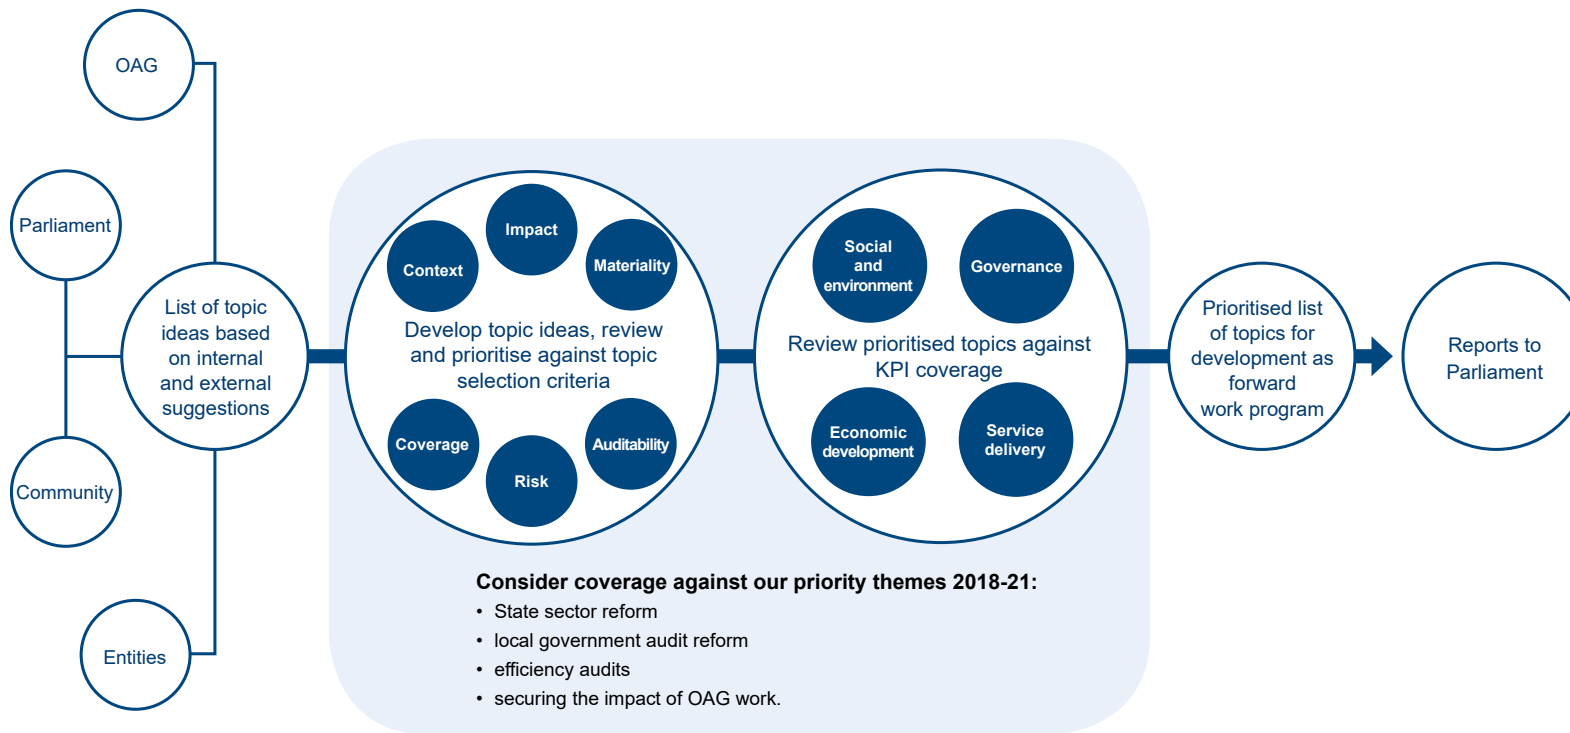 OAG
Parliament
Community
Entities
List of topic
ideas based
on internal
and external
suggestions
Context
Impact
Materiality
Develop topic ideas, review
and prioritise against topic
selection criteria
Coverage
Risk
Auditability
Social
and
environment
Governance
Review prioritised topics against
KPI coverage
Economic
development
Service
delivery
Prioritised list
of topics for
development as
forward
work program
Reports to
Parliament
Consider coverage against our priority themes 2018-21:
• State sector reform
• local government audit reform
• efficiency audits
• securing the impact of OAG work.